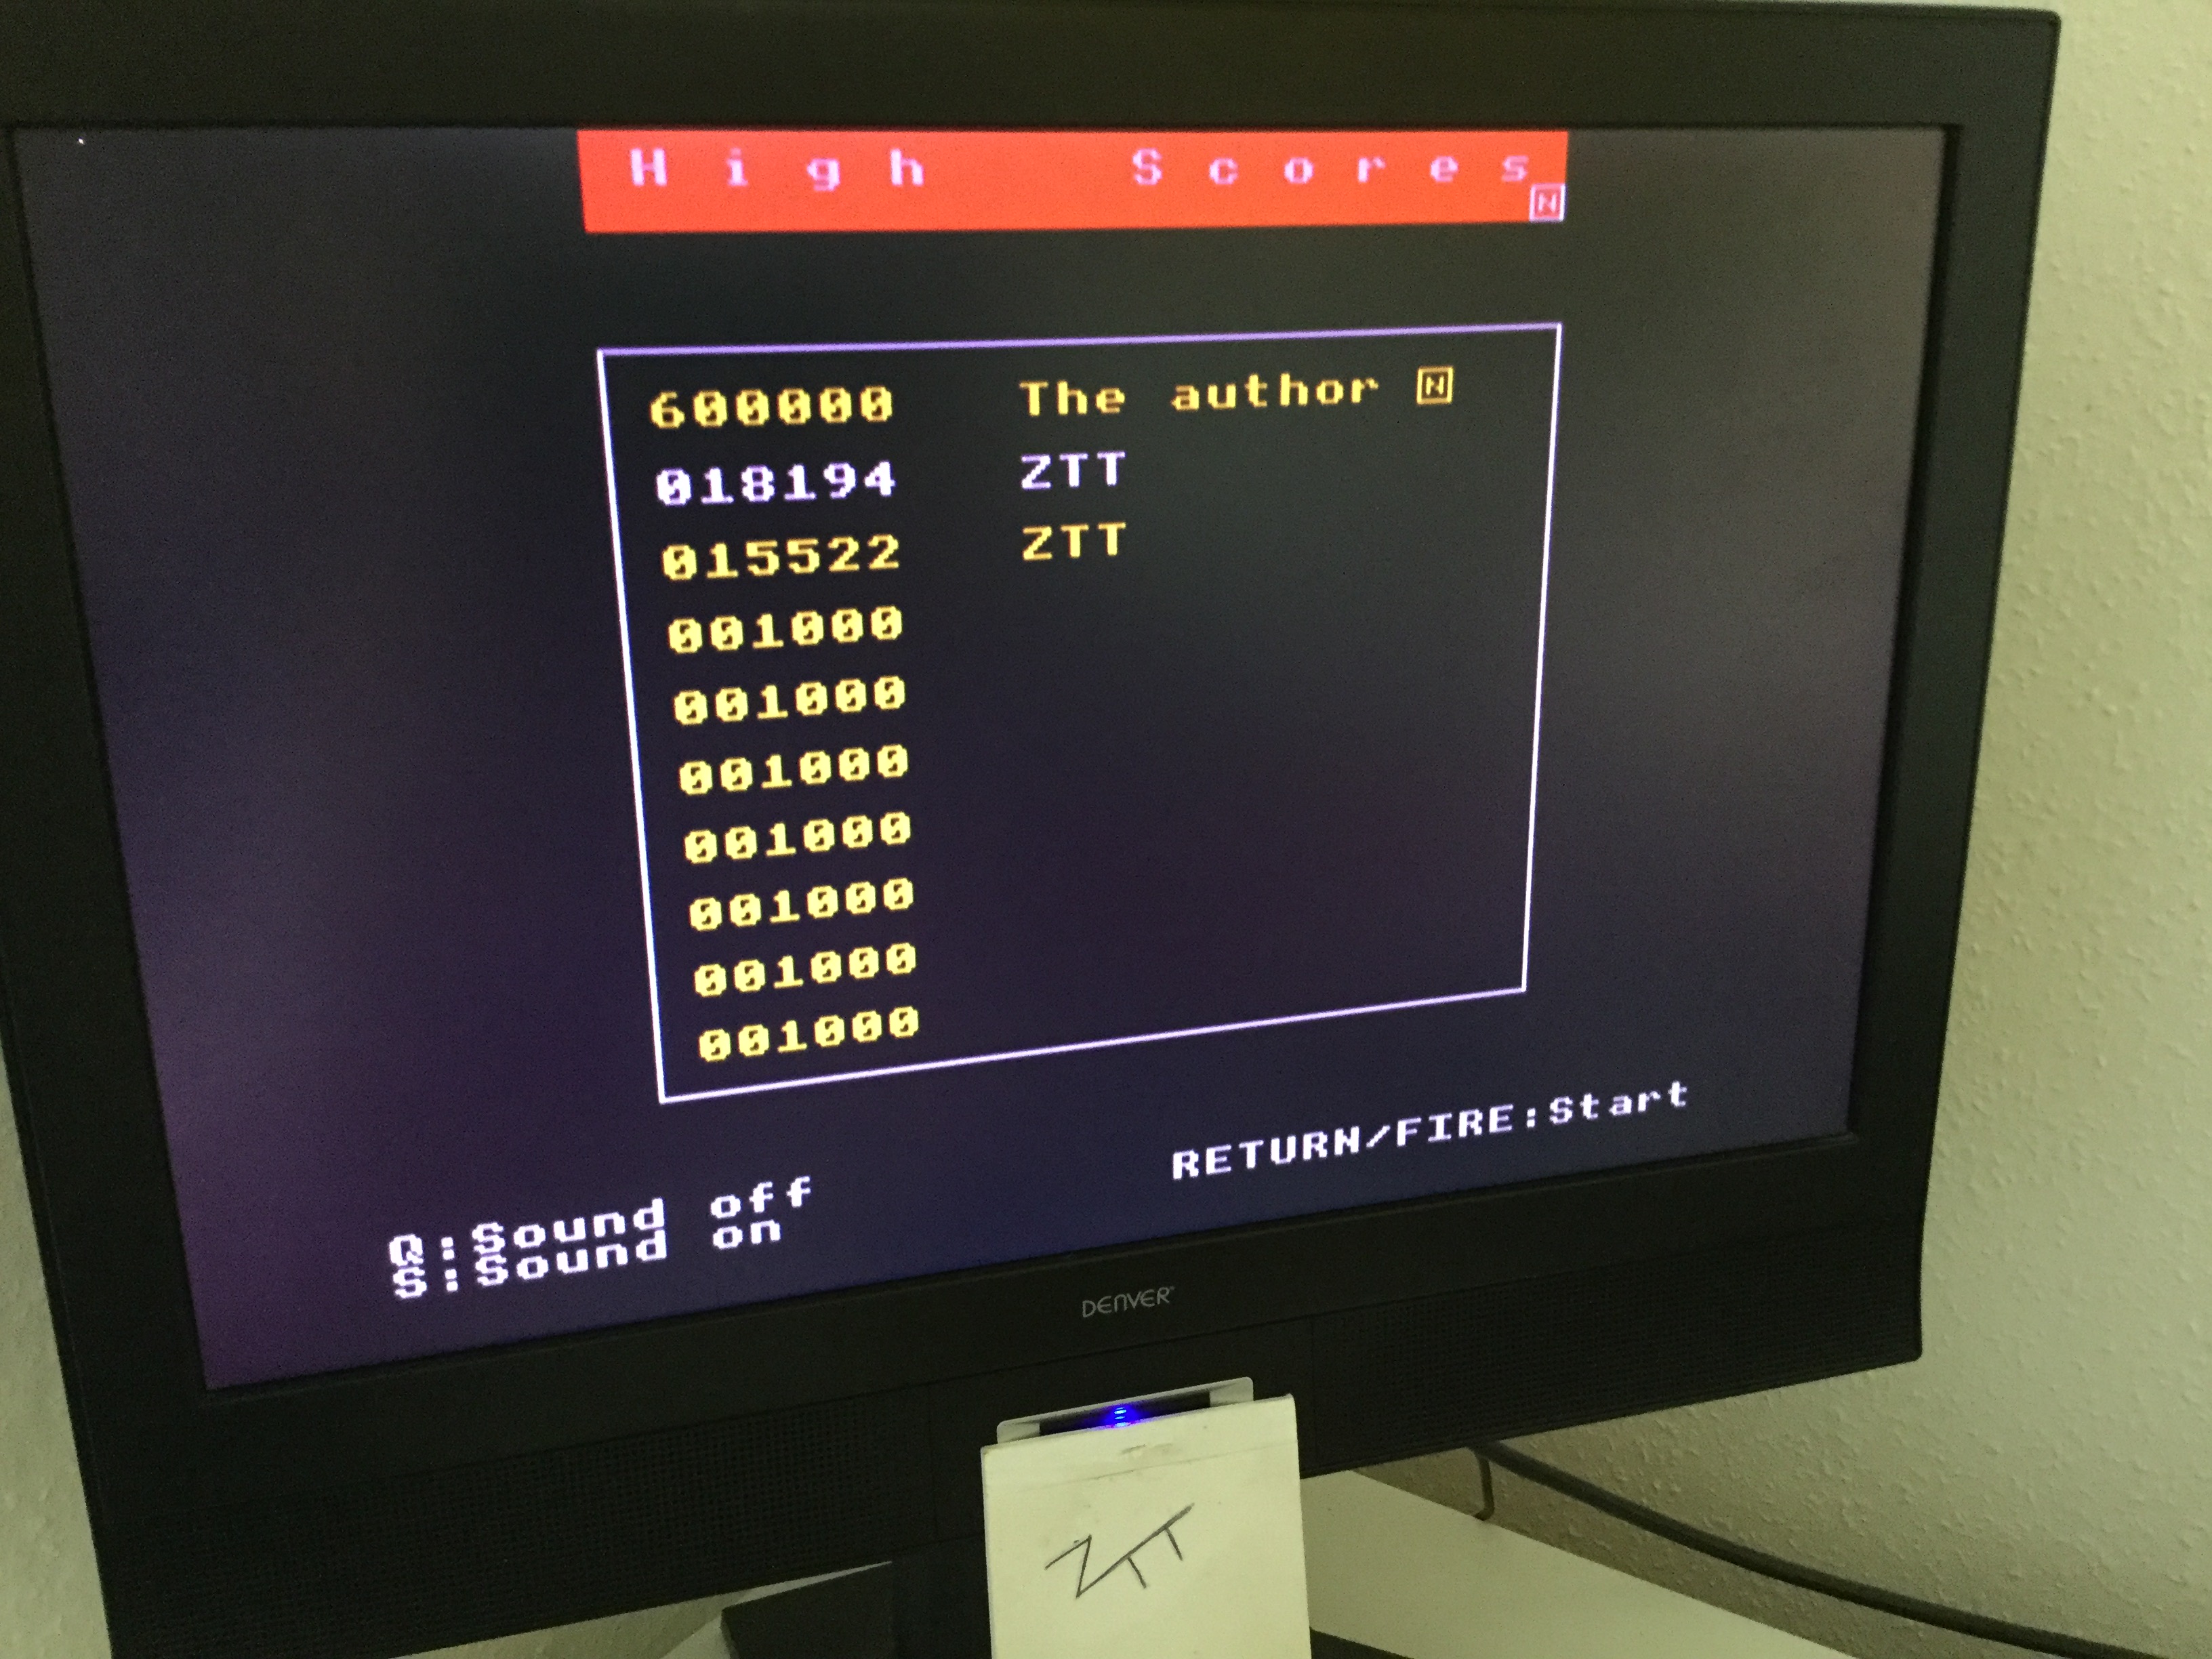 High Scores
N
600000 The author N
018194 ZTT
015522 ZTT
001000
001000
001000
001000
001000
001000
001000
RETURN/FIRE:Start
Q:Sound off
S:Sound on
DENVER
ZTT